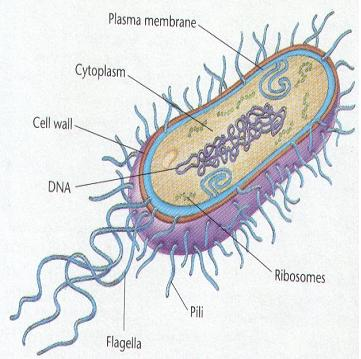 Plasma membrane
Cytoplasm
Cell wall
DNA
Ribosomes
Pili
Flagella